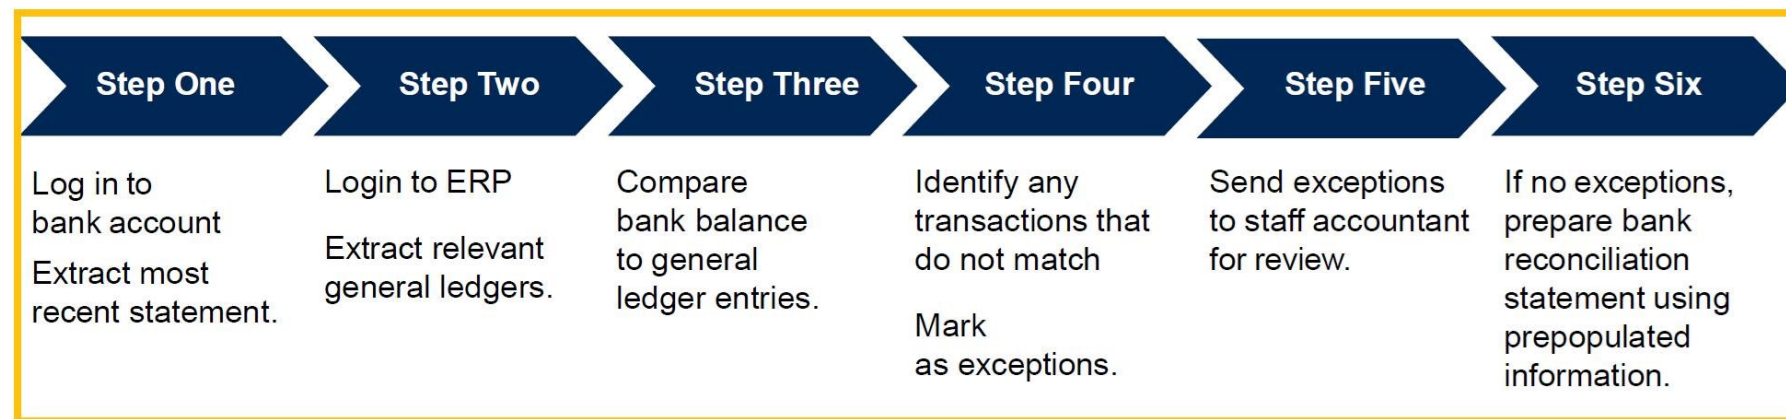 Step One
Log in to
bank account
Extract most
recent statement.
Step Two
Login to ERP
Extract relevant
general ledgers.
Step Three
Compare
bank balance
to general
ledger entries.
Step Four
Identify any
transactions that
do not match
Mark
as exceptions.
Step Five
Send exceptions
to staff accountant
for review.
Step Six
If no exceptions,
prepare bank
reconciliation
statement using
prepopulated
information.